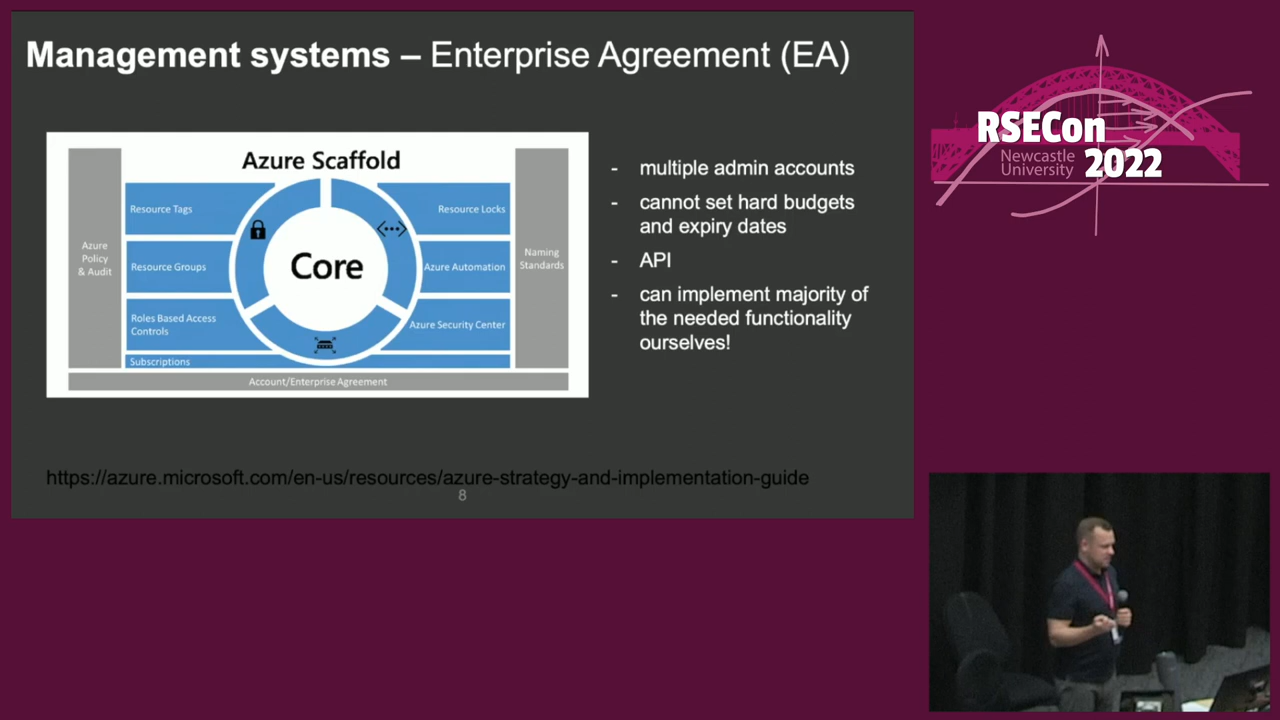 Management systems – Enterprise Agreement (EA)
Azure Scaffold
Azure
Policy
& Audit
Resource Tags
Resource Groups
Roles Based Access
Controls
Subscriptions
Core
Resource Locks
Azure Automation
Azure Security Center
Naming
Standards
Account/Enterprise Agreement
- multiple admin accounts
- cannot set hard budgets
and expiry dates
- API
- can implement majority of
the needed functionality
ourselves!
https://azure.microsoft.com/en-us/resources/azure-strategy-and-implementation-guide
8
RSECon
Newcastle
University
2022